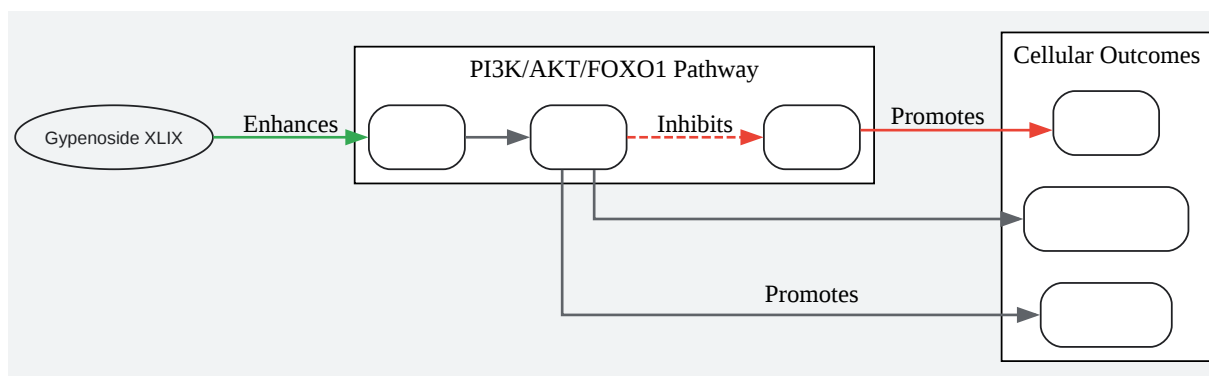 Cellular Outcomes
PI3K/AKT/FOXO1 Pathway
Gypenoside XLIX
Enhances
Inhibits
Promotes
Promotes